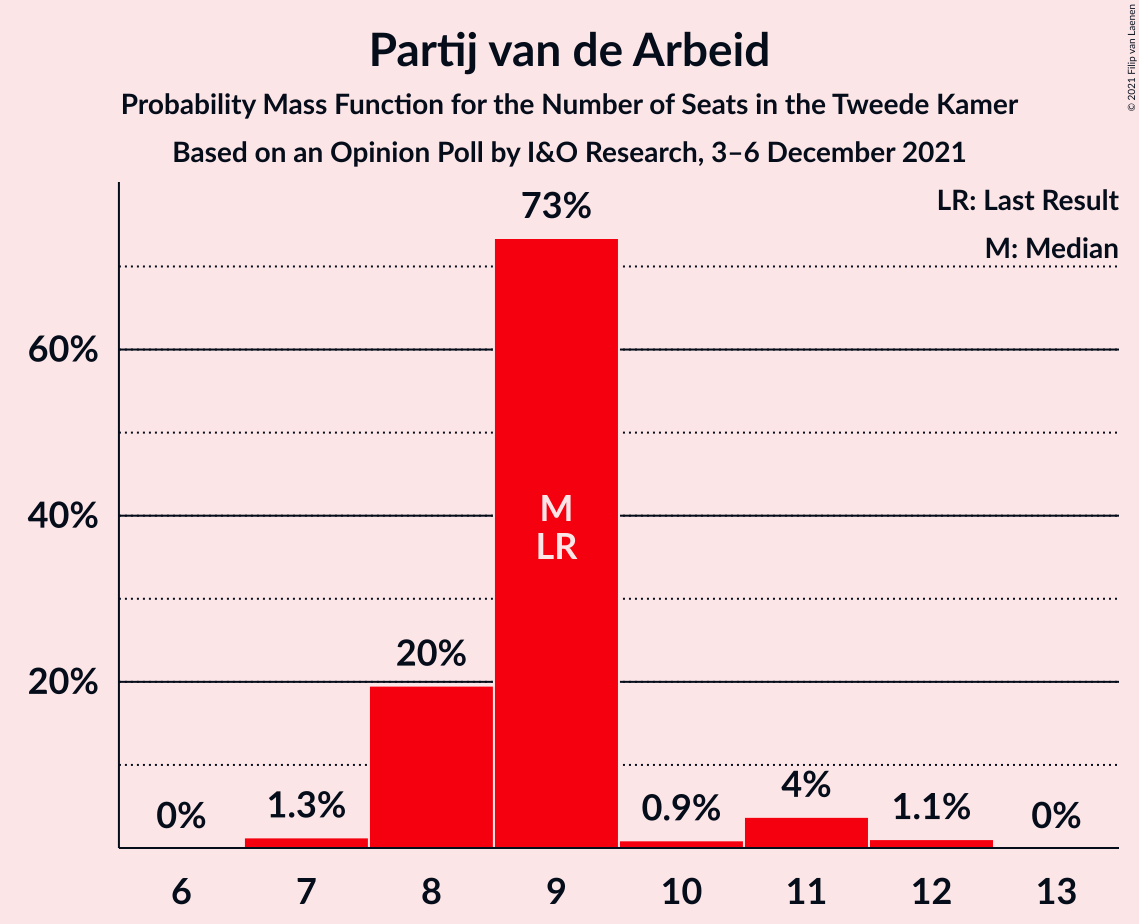 Partij van de Arbeid
Probability Mass Function for the Number of Seats in the Tweede Kamer
Based on an Opinion Poll by I&O Research, 3–6 December 2021
© 2021 Filip van Laenen
LR: Last Result
M: Median
73%
60%
40%
20%
M
LR
0%
1.3%
20%
0.9%
4%
1.1%
0%
6 7 8 9 10 11 12 13